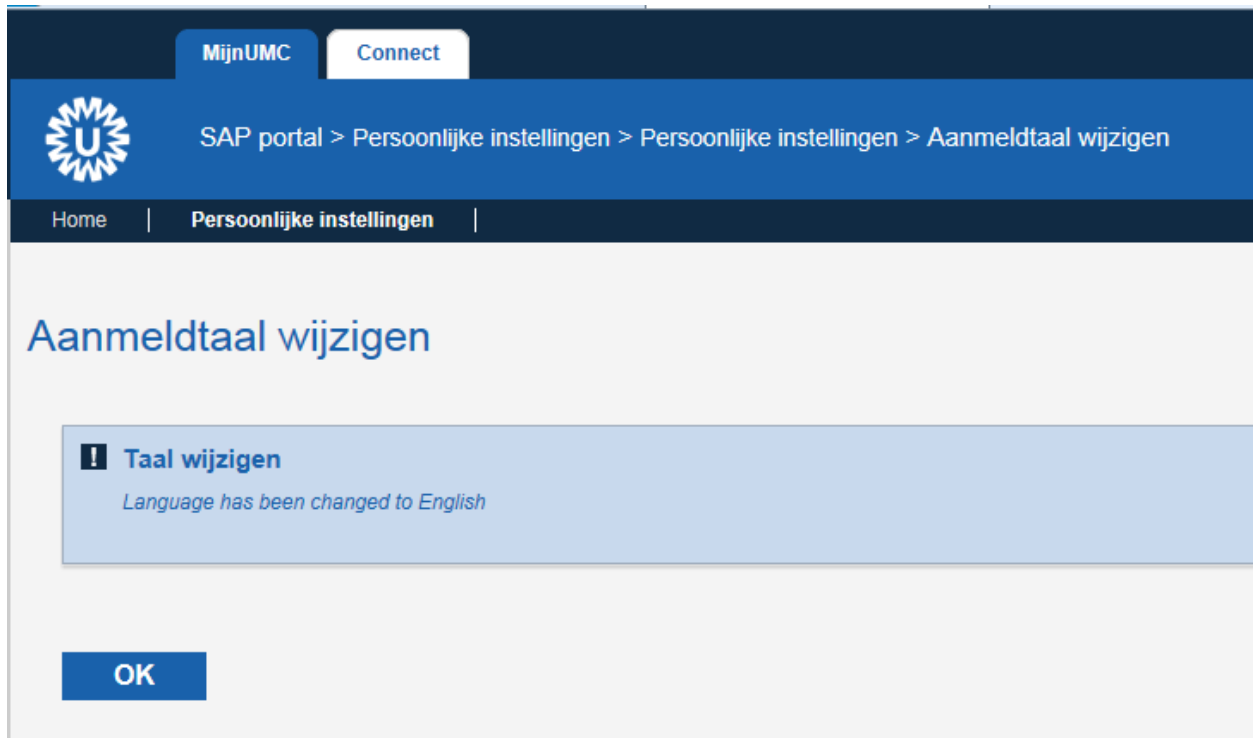 MijnUMC Connect
U
SAP portal > Persoonlijke instellingen > Persoonlijke instellingen > Aanmeldtaal wijzigen
Home | Persoonlijke instellingen |
Aanmeldtaal wijzigen
! Taal wijzigen
Language has been changed to English
OK